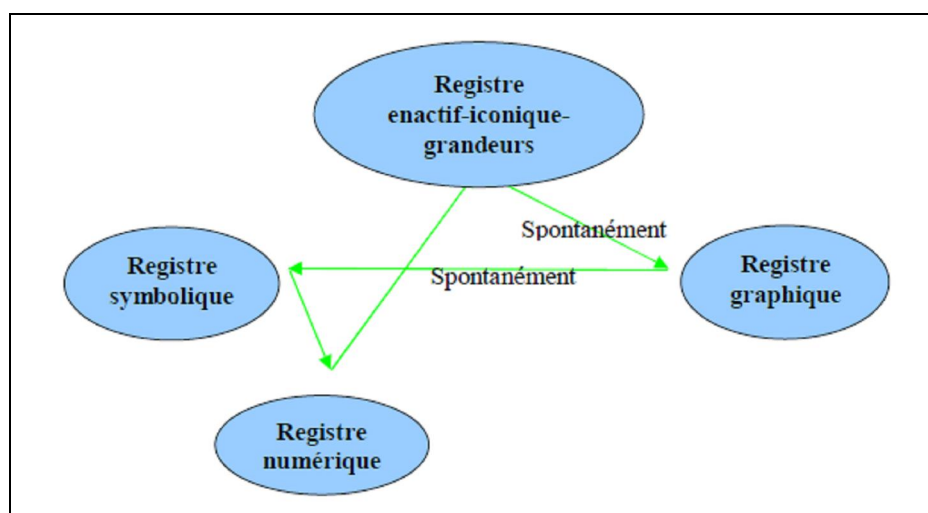 Registre
enactif-iconique-
grandeurs
Spontanément
Registre
symbolique
Spontanément
Registre
graphique
Registre
numérique